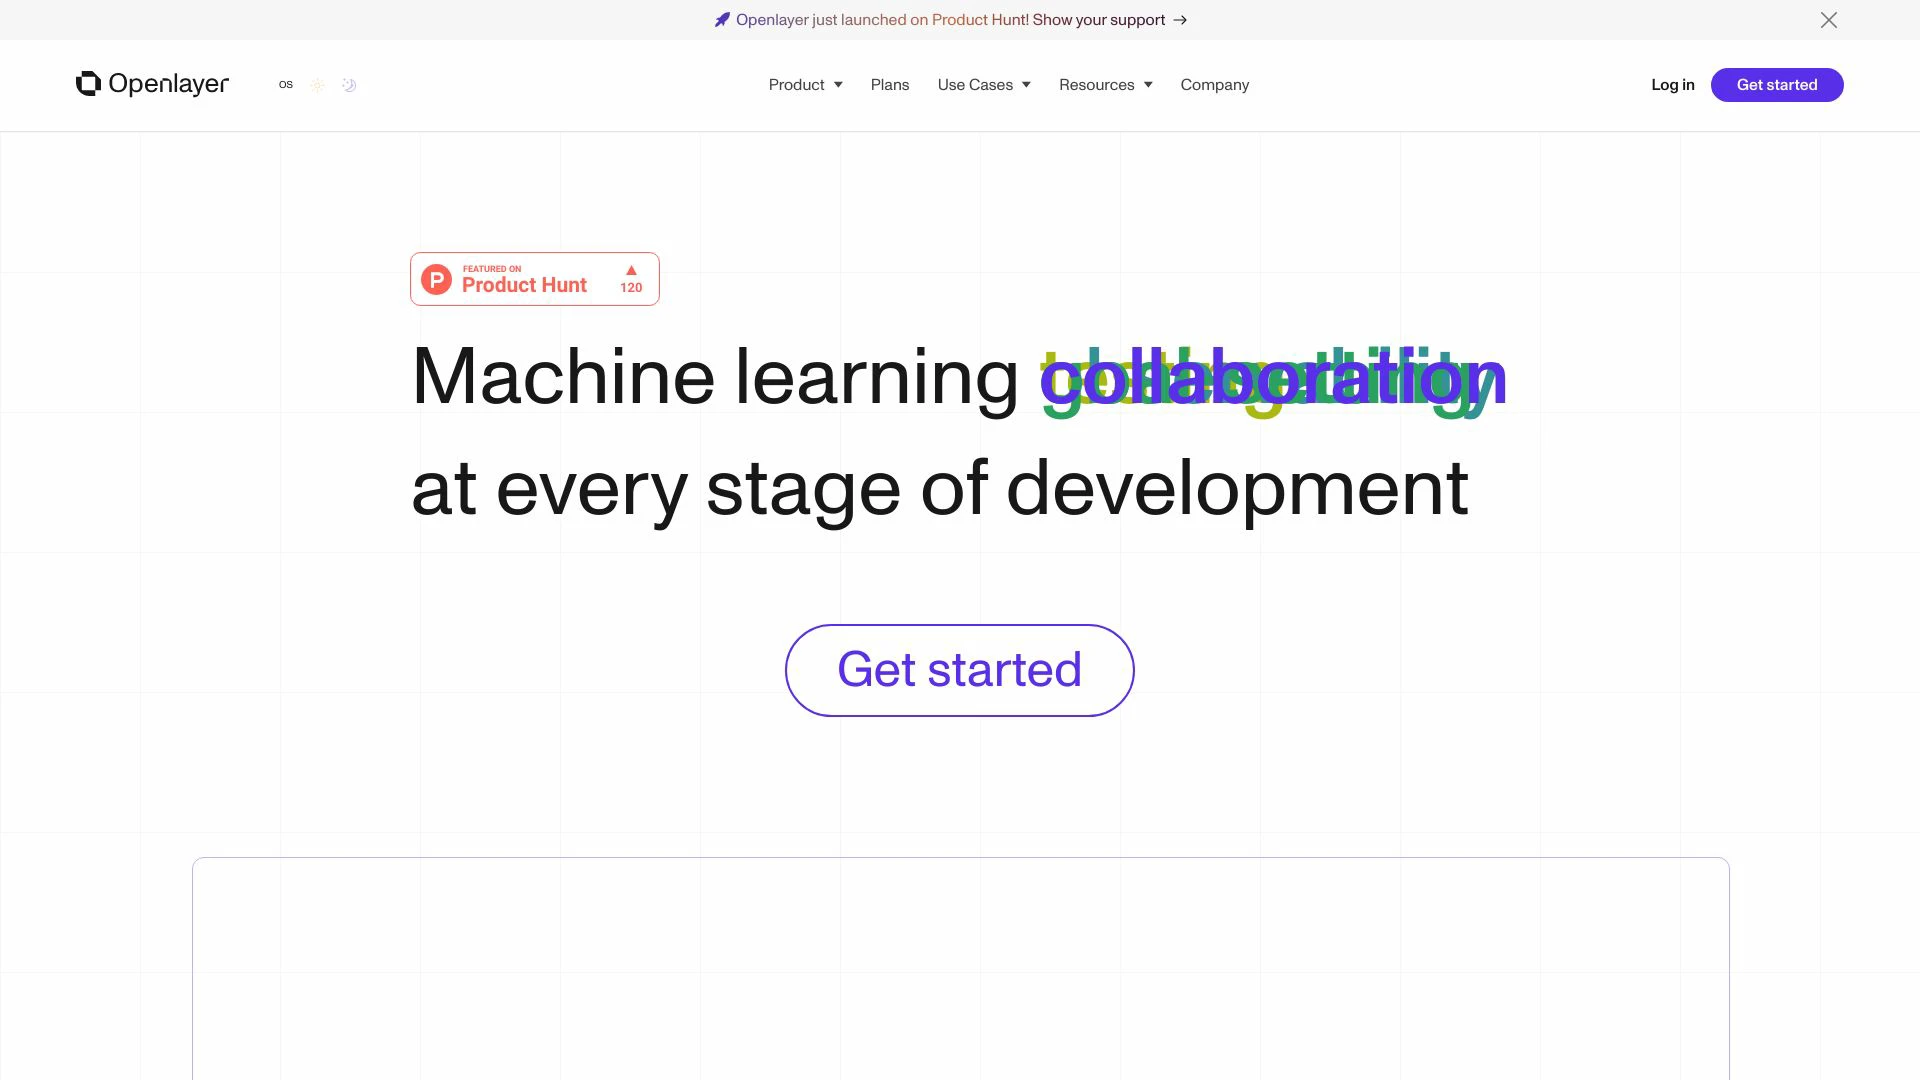 Openlayer just launched on Product Hunt! Show your support →
Openlayer
OS
Product
Plans
Use Cases
Resources
Company
Log in
Get started
FEATURED ON
Product Hunt
120
Machine learning collaboration
at every stage of development
Get started